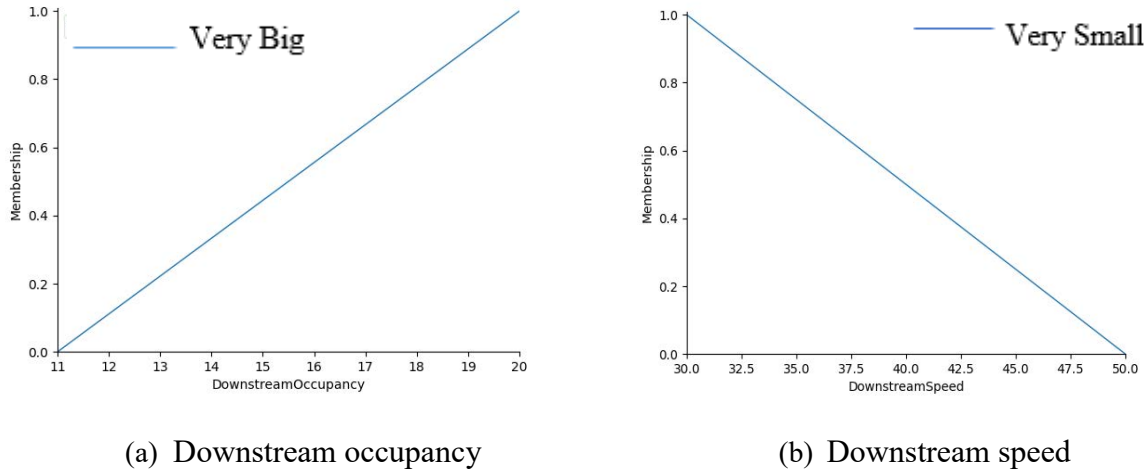 Very Big
1.0
0.8
0.6
0.4
0.2
0.0
Membership
11 12 13 14 15 16 17 18 19 20
DownstreamOccupancy
(a) Downstream occupancy
Very Small
1.0
0.8
0.6
0.4
0.2
0.0
Membership
30.0 32.5 35.0 37.5 40.0 42.5 45.0 47.5 50.0
DownstreamSpeed
(b) Downstream speed